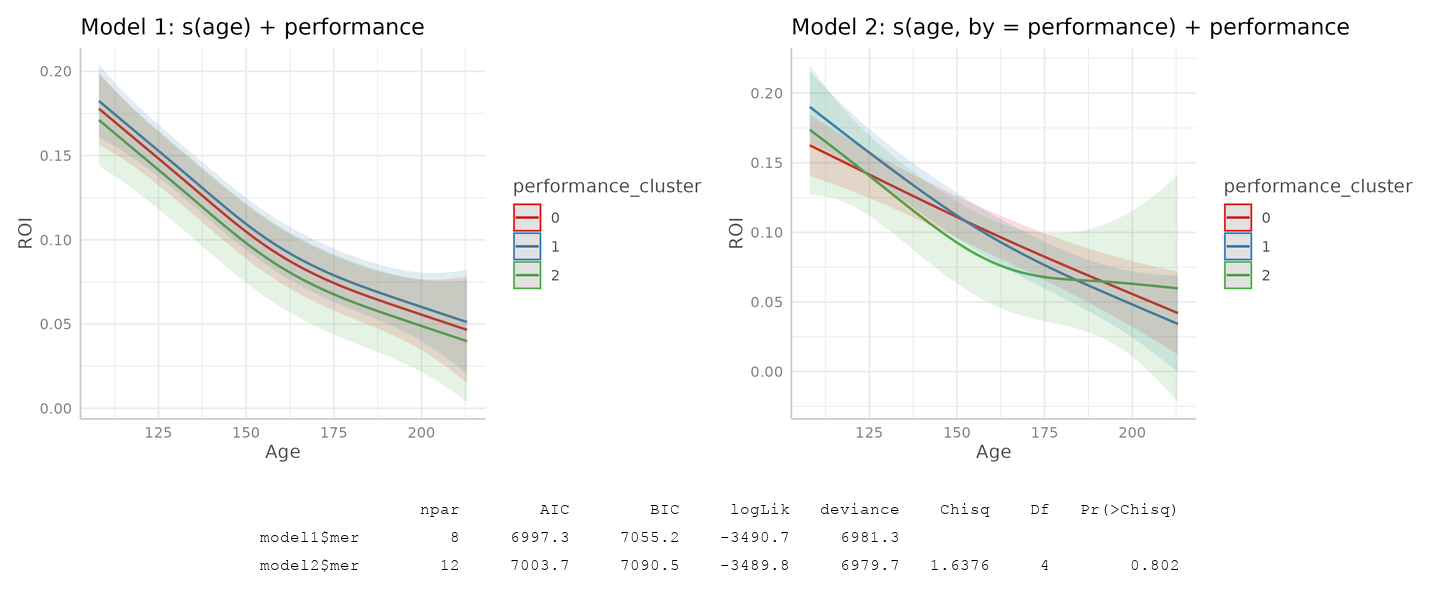 Model 1: s(age) + performance
0.20
0.15
0.10
0.05
0.00
ROI
125 150 175 200
Age
performance_cluster
0
1
2
Model 2: s(age, by = performance) + performance
0.20
0.15
0.10
0.05
0.00
ROI
125 150 175 200
Age
performance_cluster
0
1
2
npar AIC BIC logLik deviance Chisq Df Pr(>Chisq)
model1$mer 8 6997.3 7055.2 -3490.7 6981.3
model2$mer 12 7003.7 7090.5 -3489.8 6979.7 1.6376 4 0.802